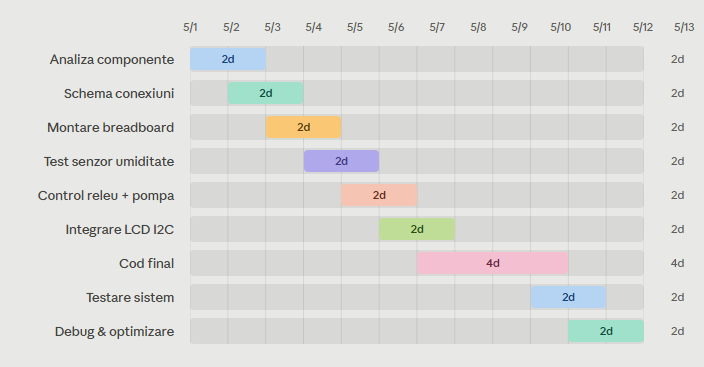 5/1 5/2 5/3 5/4 5/5 5/6 5/7 5/8 5/9 5/10 5/11 5/12 5/13
Analiza componente 2d 2d
Schema conexiuni 2d 2d
Montare breadboard 2d 2d
Test senzor umiditate 2d 2d
Control releu + pompa 2d 2d
Integrare LCD I2C 2d 2d
Cod final 4d 4d
Testare sistem 2d 2d
Debug & optimizare 2d 2d